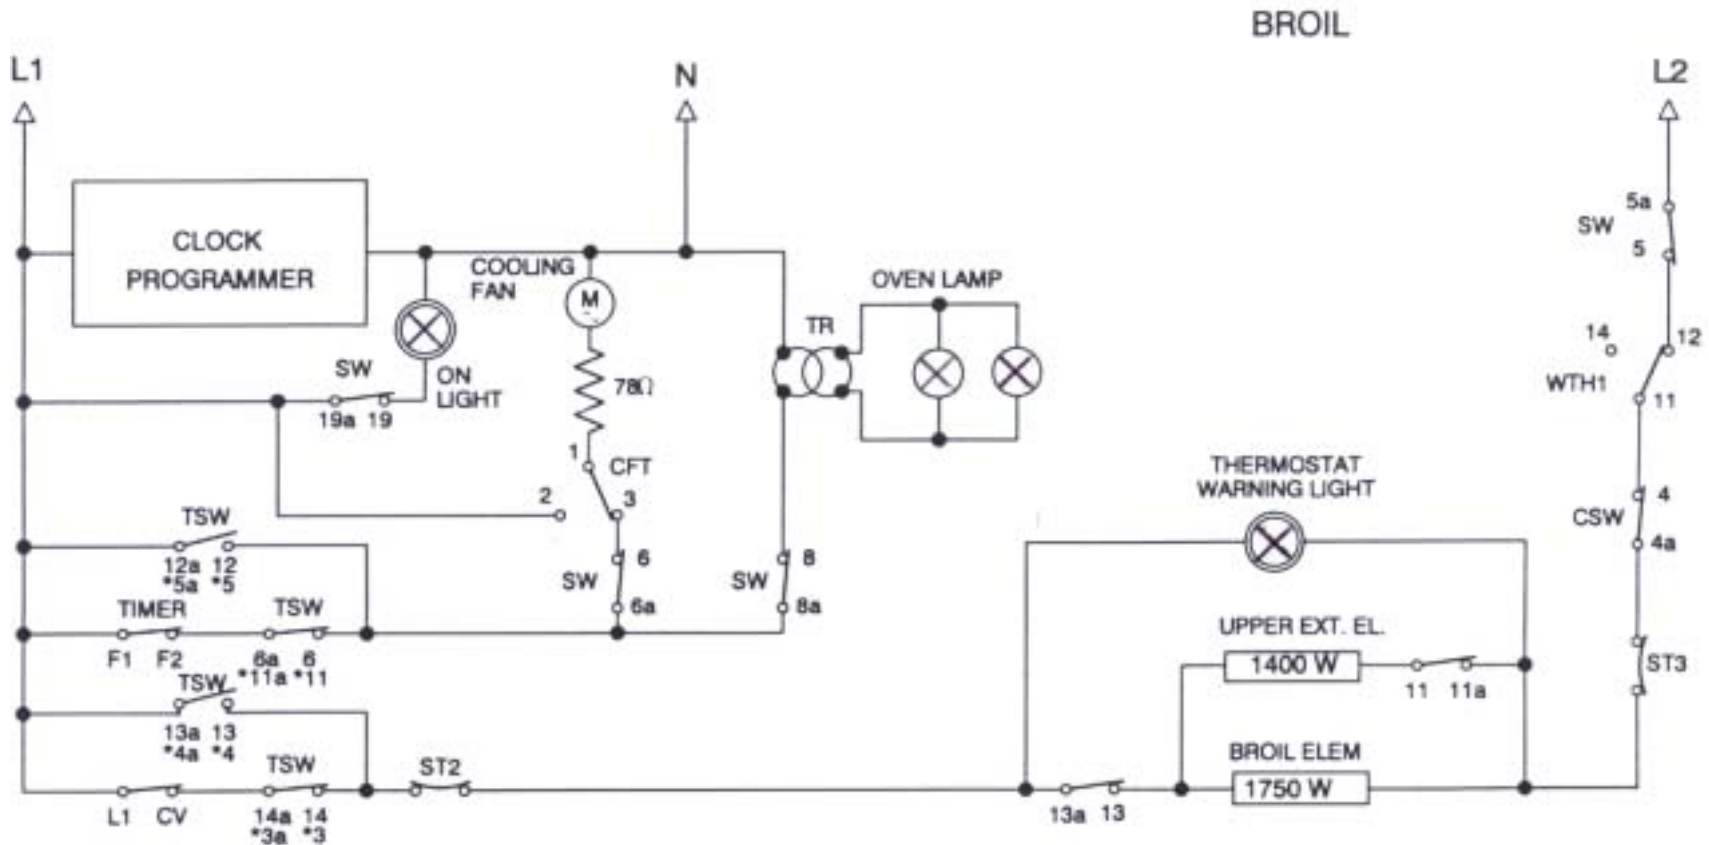 BROIL
L1
N
L2
CLOCK
PROGRAMMER
COOLING
FAN
M
~
ON
LIGHT
SW
19a 19
78Ω
1
CFT
2
3
TR
OVEN LAMP
5a
SW
5
14
12
WTH1
11
THERMOSTAT
WARNING LIGHT
4
CSW
4a
TSW
12a 12
*5a *5
6
SW
6a
8
SW
8a
TIMER
TSW
F1 F2
6a 6
*11a *11
UPPER EXT. EL.
1400 W
11 11a
ST3
TSW
13a 13
*4a *4
BROIL ELEM
1750 W
TSW
ST2
L1 CV
14a 14
*3a *3
13a 13